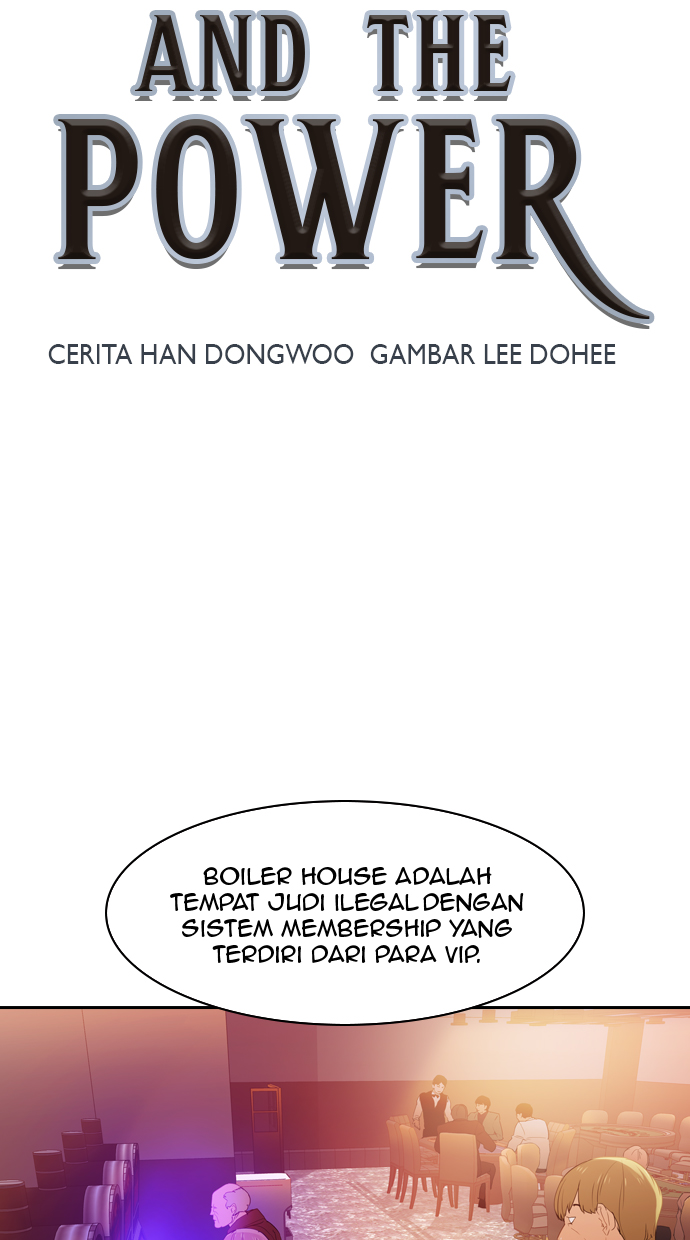 AND THE
POWER
CERITA HAN DONGWOO GAMBAR LEE DOHEE
BOILER HOUSE ADALAH
TEMPAT JUDI ILEGAL DENGAN
SISTEM MEMBERSHIP YANG
TERDIRI DARI PARA VIP.